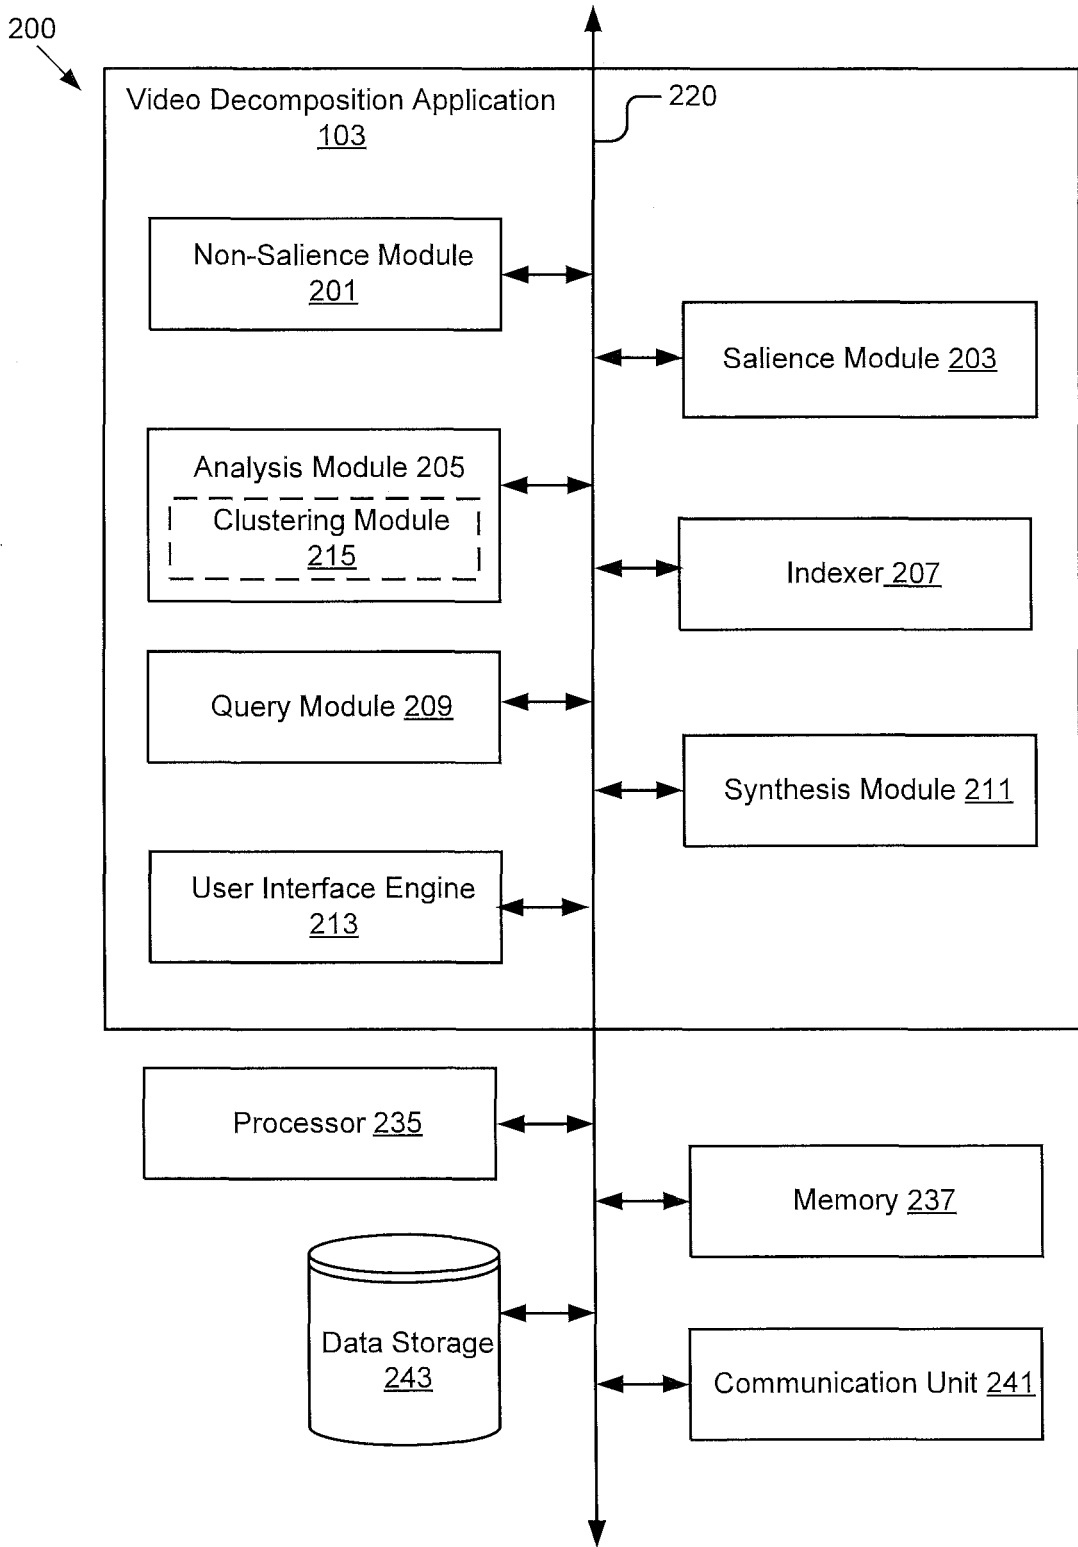 200
Video Decomposition Application
103
220
Non-Salience Module
201
Salience Module 203
Analysis Module 205
Clustering Module
215
Indexer 207
Query Module 209
Synthesis Module 211
User Interface Engine
213
Processor 235
Memory 237
Data Storage
243
Communication Unit 241